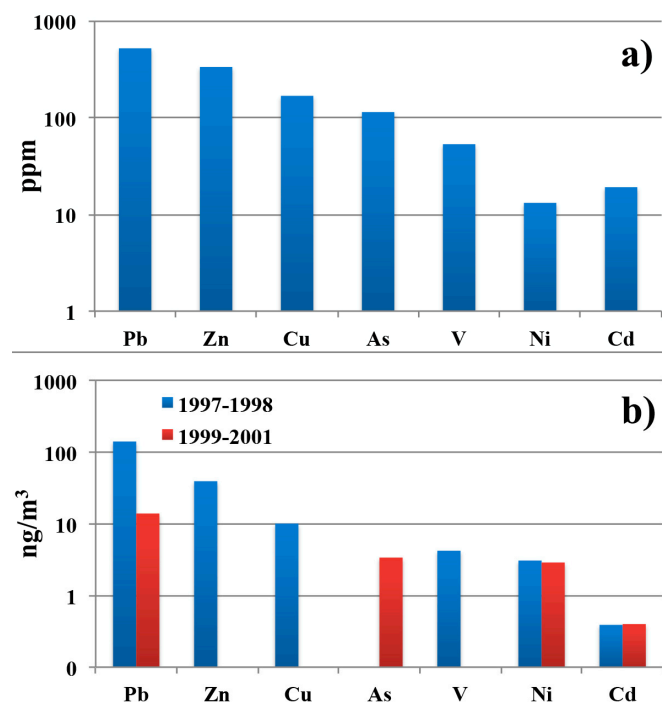 1000
a)
100
ppm
10
1
Pb Zn Cu As V Ni Cd
1000
b)
1997-1998
1999-2001
100
ng/m³
10
1
0
Pb Zn Cu As V Ni Cd